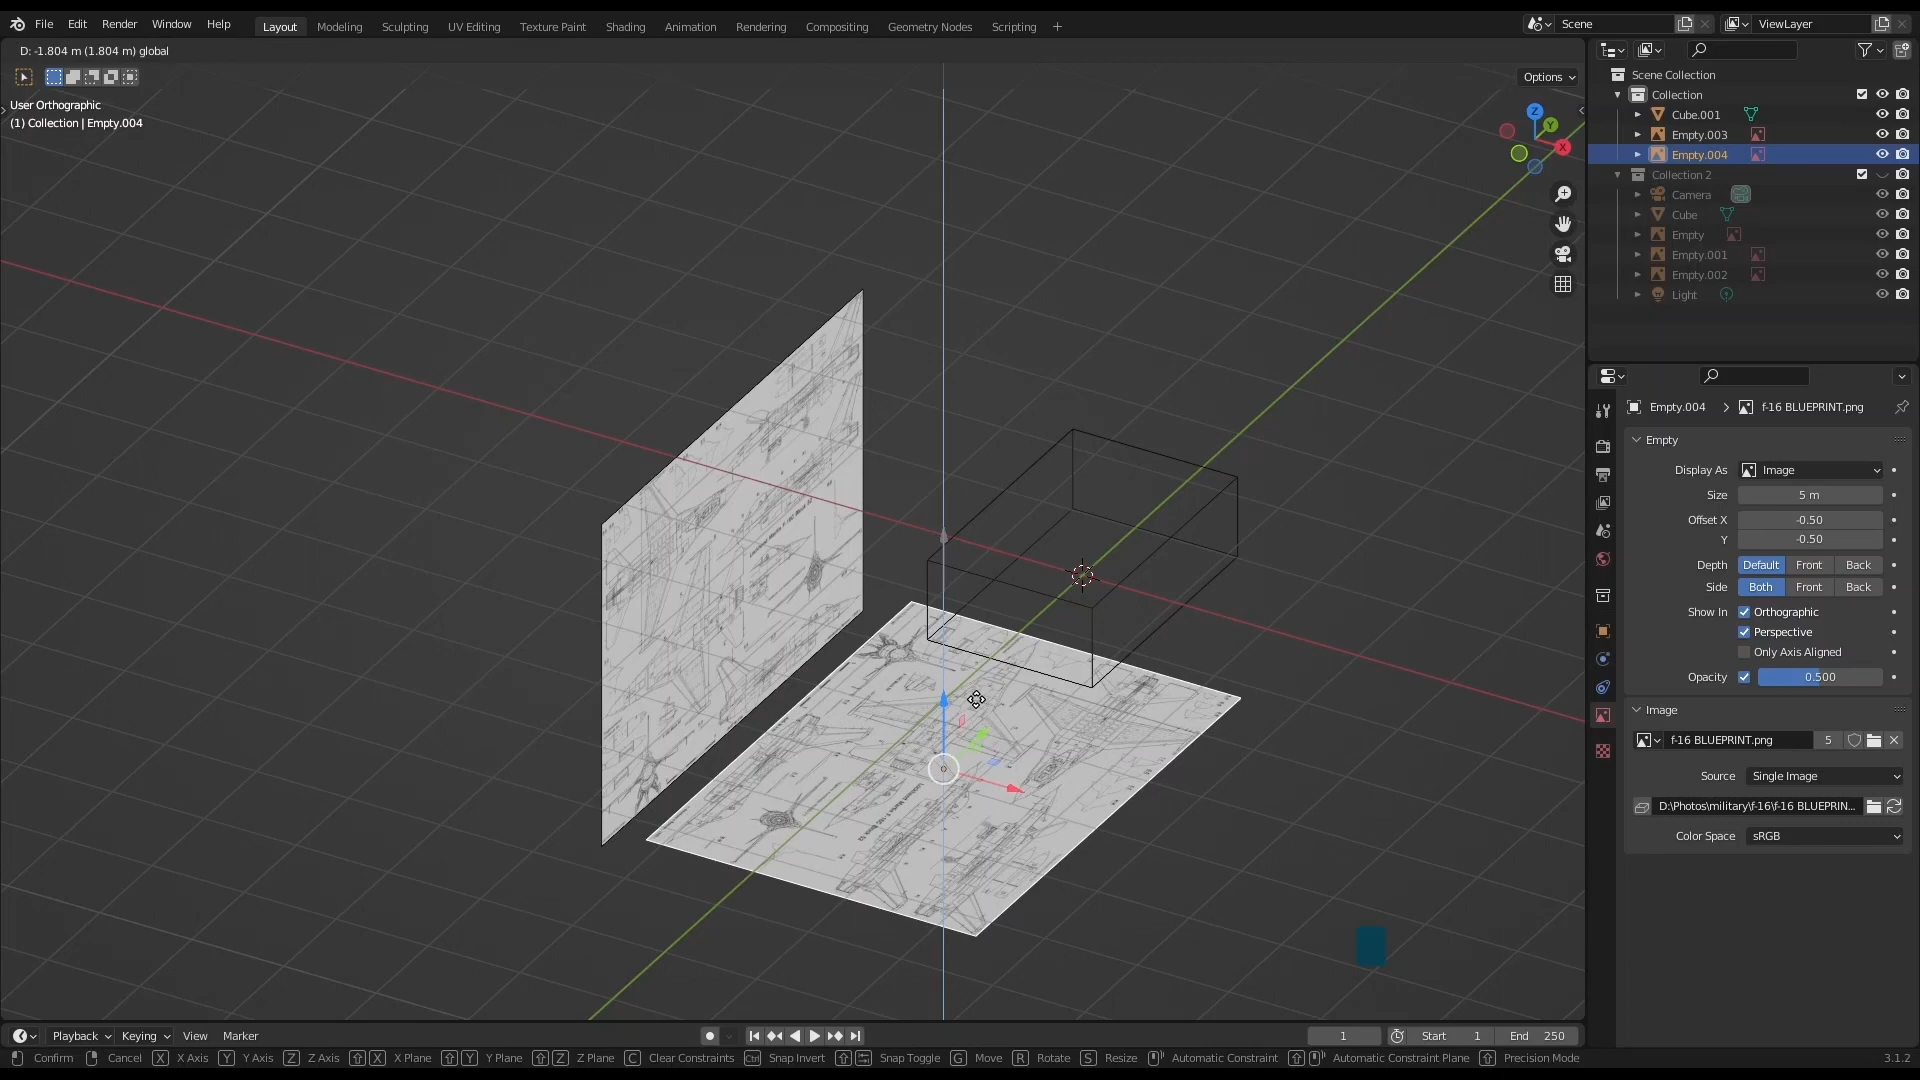 File Edit Render Window Help Layout Modeling Sculpting UV Editing Texture Paint Shading Animation Rendering Compositing Geometry Nodes Scripting + Scene ViewLayer
D: -1.804 m (1.804 m) global
Options
User Orthographic
(1) Collection | Empty.004
Z
Y
X
Scene Collection
Collection
Cube.001
Empty.003
Empty.004
Collection 2
Camera
Cube
Empty
Empty.001
Empty.002
Light
Empty.004 > f-16 BLUEPRINT.png
Empty
Display As Image
Size 5 m
Offset X -0.50
Y -0.50
Depth Default Front Back
Side Both Front Back
Show In Orthographic
Perspective
Only Axis Aligned
Opacity 0.500
Image
f-16 BLUEPRINT.png 5
Source Single Image
D:\Photos\military\f-16\f-16 BLUEPRIN...
Color Space sRGB
Playback Keying View Marker 1 Start 1 End 250
Confirm Cancel X X Axis Y Y Axis Z Z Axis X X Plane Y Y Plane Z Z Plane C Clear Constraints Ctrl Snap Invert Snap Toggle G Move R Rotate S Resize Automatic Constraint Automatic Constraint Plane Precision Mode 3.1.2